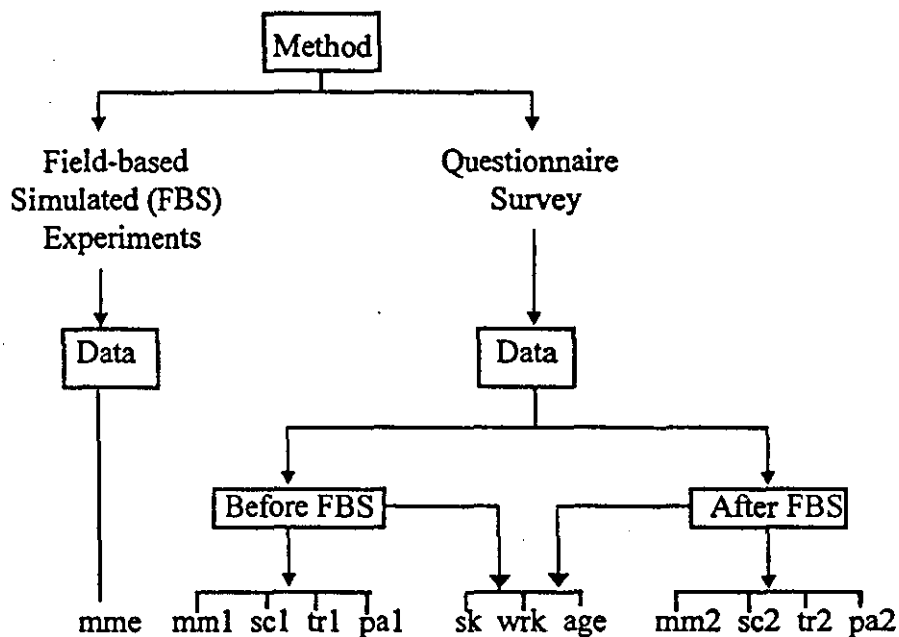 Method
Field-based
Simulated (FBS)
Experiments
Questionnaire
Survey
Data
Data
Before FBS
After FBS
mme mm1 sc1 tr1 pa1 sk wrk age mm2 sc2 tr2 pa2